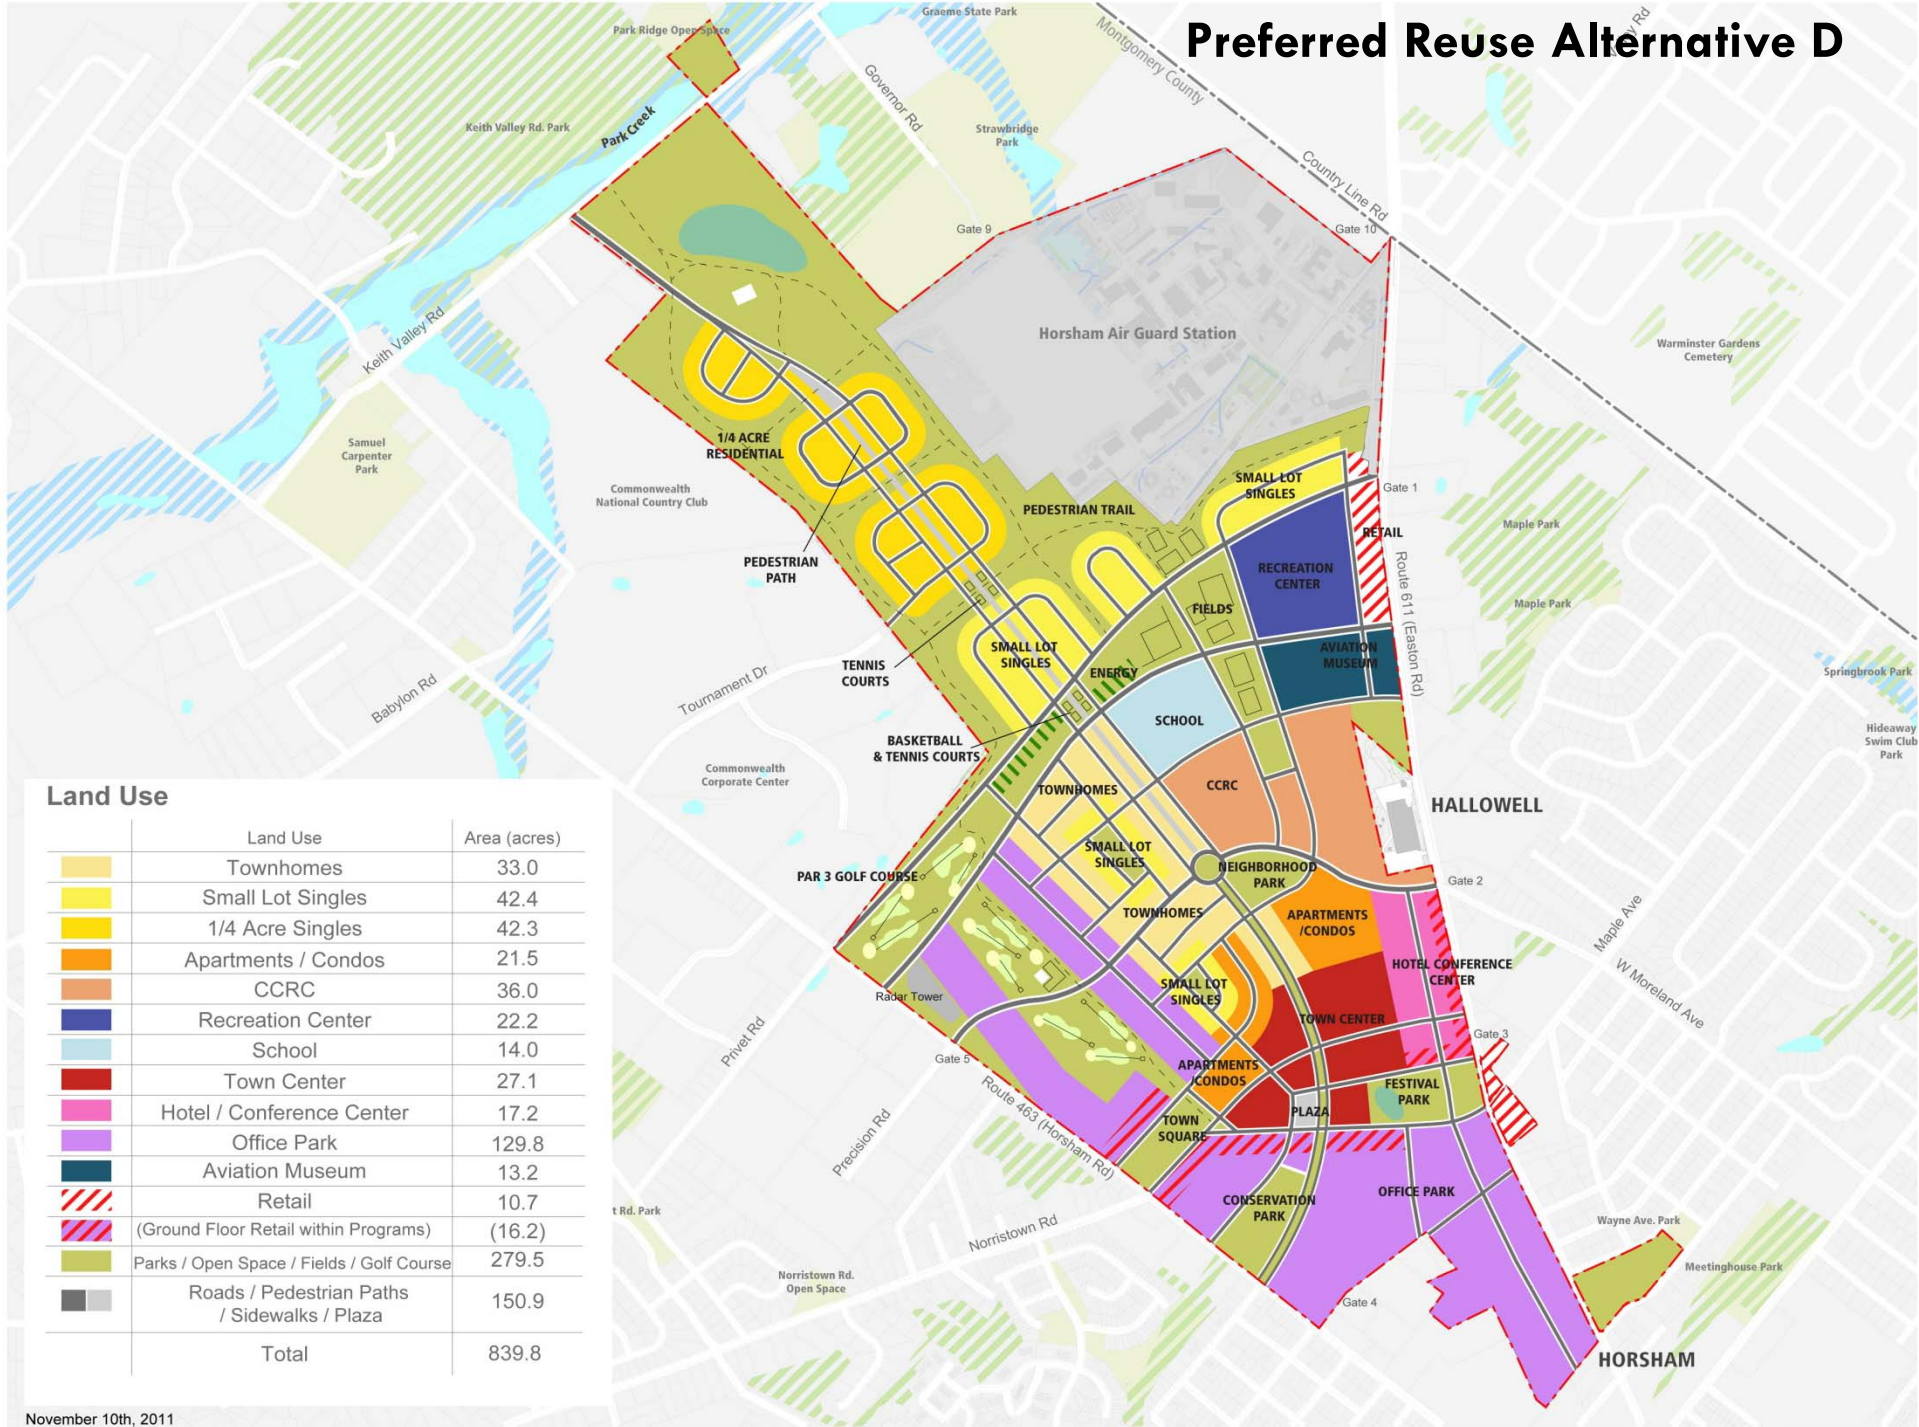 Preferred Reuse Alternative D
Graeme State Park
Park Ridge Open Space
Montgomery County
Governor Rd
Keith Valley Rd. Park
Park Creek
Strawbridge
Park
Country Line Rd
Gate 9
Gate 10
Horsham Air Guard Station
Keith Valley Rd
Warminster Gardens
Cemetery
Samuel
Carpenter
Park
1/4 ACRE
RESIDENTIAL
Commonwealth
National Country Club
SMALL LOT
SINGLES
Gate 1
PEDESTRIAN TRAIL
RETAIL
Maple Park
PEDESTRIAN
PATH
RECREATION
CENTER
Route 611 (Easton Rd)
Maple Park
FIELDS
SMALL LOT
SINGLES
AVIATION
MUSEUM
TENNIS
COURTS
ENERGY
Springbrook Park
Babylon Rd
Tournament Dr
SCHOOL
Hideaway
Swim Club
Park
BASKETBALL
& TENNIS COURTS
Commonwealth
Corporate Center
TOWNHOMES
CCRC
HALLOWELL
SMALL LOT
SINGLES
PAR 3 GOLF COURSE
NEIGHBORHOOD
PARK
Gate 2
TOWNHOMES
APARTMENTS
/CONDOS
Maple Ave
HOTEL CONFERENCE
CENTER
W Moreland Ave
SMALL LOT
SINGLES
Radar Tower
TOWN CENTER
Gate 3
Privet Rd
Gate 5
APARTMENTS
/CONDOS
FESTIVAL
PARK
Route 463 (Horsham Rd)
PLAZA
TOWN
SQUARE
Precision Rd
CONSERVATION
PARK
OFFICE PARK
t Rd. Park
Wayne Ave. Park
Norristown Rd
Meetinghouse Park
Norristown Rd.
Open Space
Gate 4
HORSHAM
Land Use
Land Use Area (acres)
Townhomes 33.0
Small Lot Singles 42.4
1/4 Acre Singles 42.3
Apartments / Condos 21.5
CCRC 36.0
Recreation Center 22.2
School 14.0
Town Center 27.1
Hotel / Conference Center 17.2
Office Park 129.8
Aviation Museum 13.2
Retail 10.7
(Ground Floor Retail within Programs) (16.2)
Parks / Open Space / Fields / Golf Course 279.5
Roads / Pedestrian Paths
/ Sidewalks / Plaza 150.9
Total 839.8
November 10th, 2011